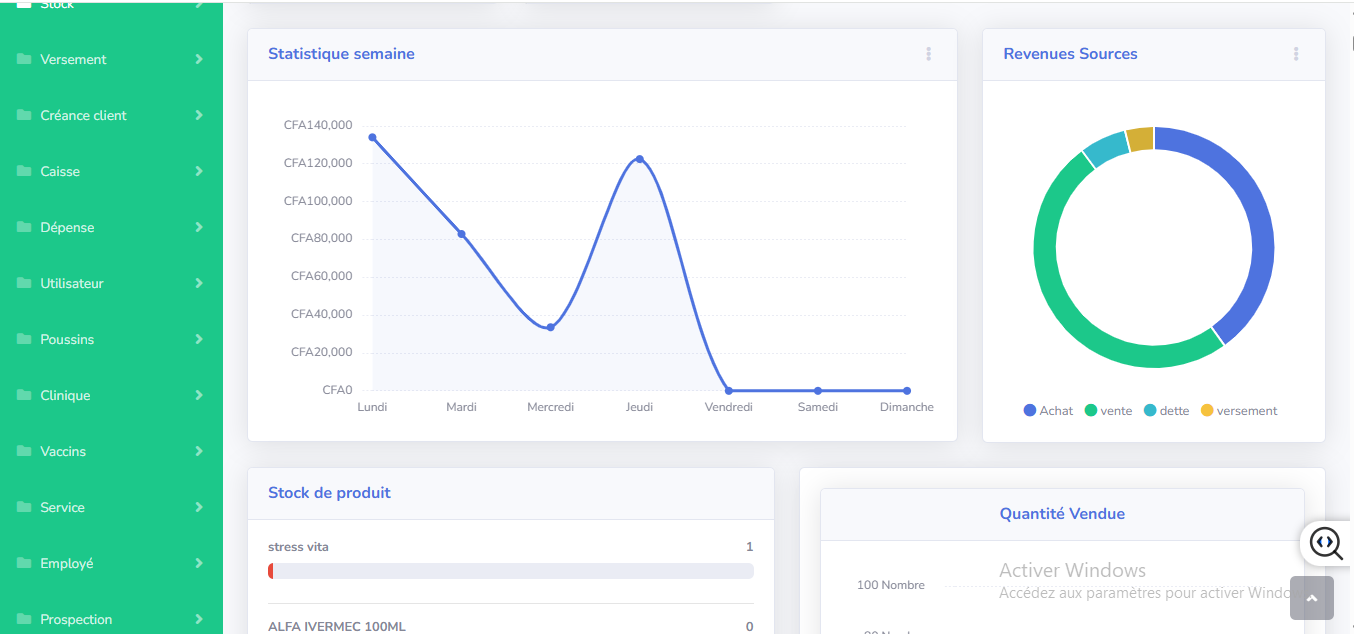 Stock
Versement
Créance client
Caisse
Dépense
Utilisateur
Poussins
Clinique
Vaccins
Service
Employé
Prospection
Statistique semaine
CFA140,000
CFA120,000
CFA100,000
CFA80,000
CFA60,000
CFA40,000
CFA20,000
CFA0
Lundi Mardi Mercredi Jeudi Vendredi Samedi Dimanche
Revenues Sources
Achat vente dette versement
Stock de produit
stress vita 1
ALFA IVERMEC 100ML 0
Quantité Vendue
100 Nombre
Activer Windows
Accédez aux paramètres pour activer Windo